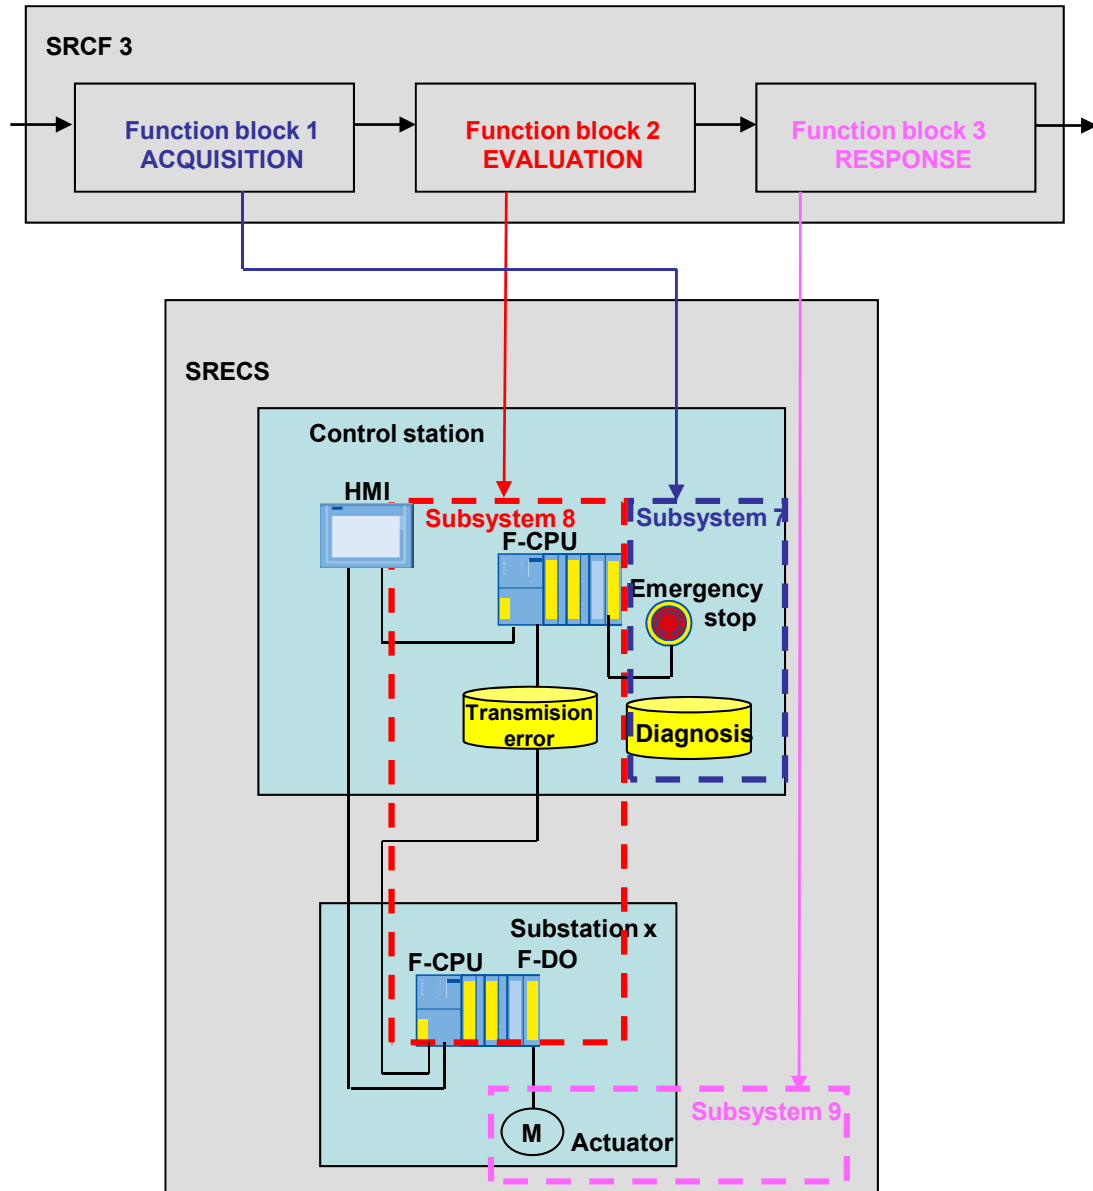 SRCF 3
Function block 1
ACQUISITION
Function block 2
EVALUATION
Function block 3
RESPONSE
SRECS
Control station
HMI
Subsystem 8
F-CPU
Subsystem 7
Emergency
stop
Transmision
error
Diagnosis
Substation x
F-CPU
F-DO
Subsystem 9
M
Actuator